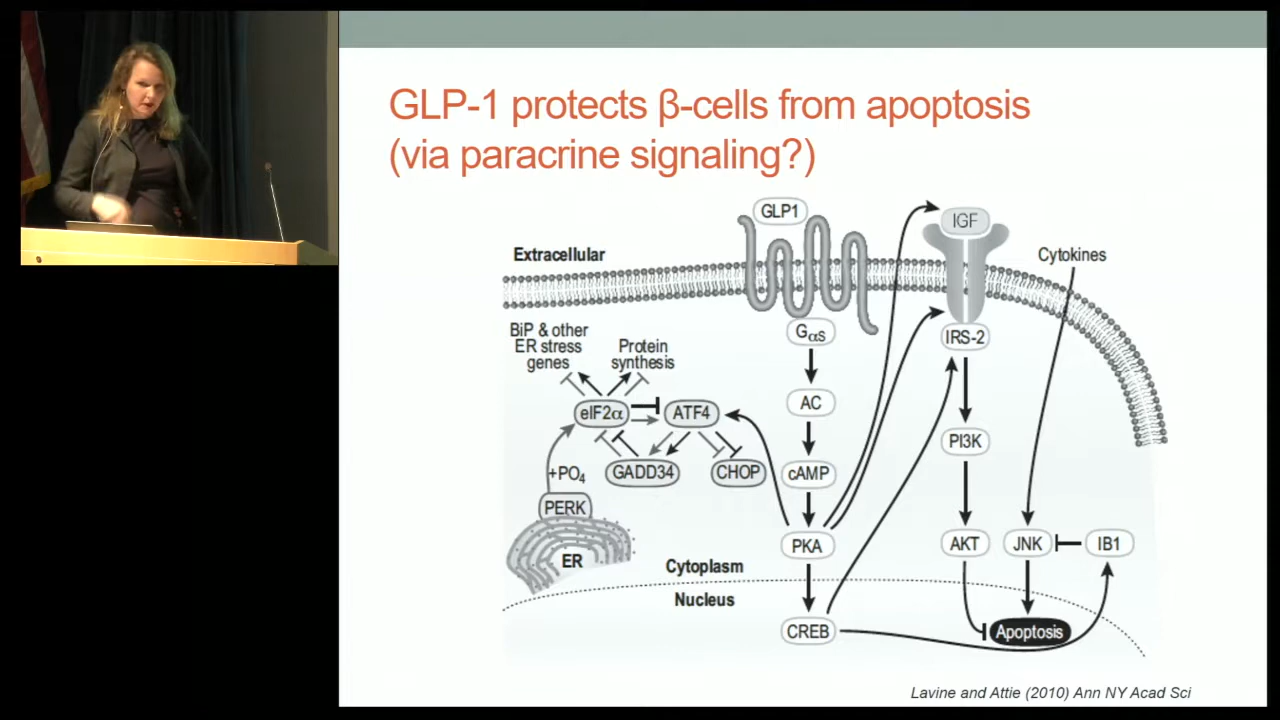 GLP-1 protects β-cells from apoptosis
(via paracrine signaling?)
GLP1
IGF
Extracellular
Cytokines
BiP & other
ER stress
genes
Protein
synthesis
GαS
IRS-2
eIF2α
ATF4
AC
PI3K
+PO4
GADD34
CHOP
cAMP
PERK
ER
PKA
AKT
JNK
IB1
Cytoplasm
Nucleus
CREB
Apoptosis
Lavine and Attie (2010) Ann NY Acad Sci